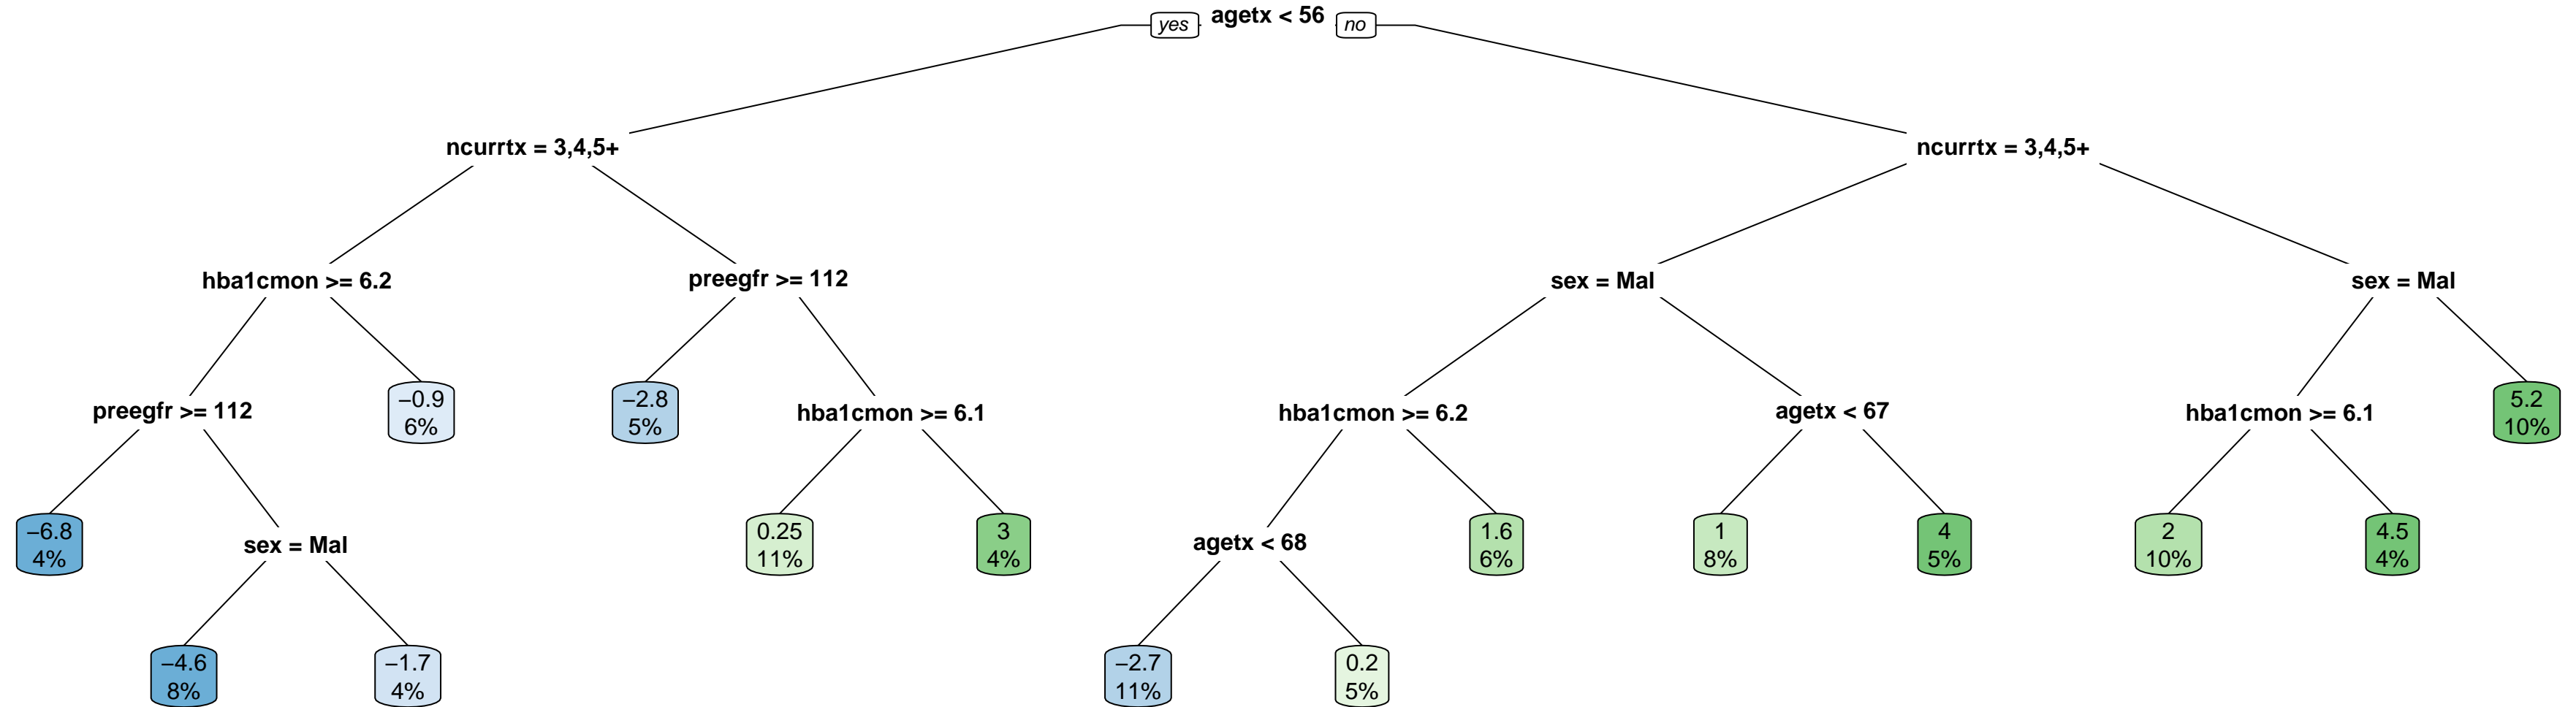 yes agetx < 56 no
ncurrtx = 3,4,5+
ncurrtx = 3,4,5+
hba1cmon >= 6.2
preegfr >= 112
sex = Mal
sex = Mal
preegfr >= 112
−0.9
6%
−2.8
5%
hba1cmon >= 6.1
hba1cmon >= 6.2
agetx < 67
hba1cmon >= 6.1
5.2
10%
−6.8
4%
sex = Mal
0.25
11%
3
4%
agetx < 68
1.6
6%
1
8%
4
5%
2
10%
4.5
4%
−4.6
8%
−1.7
4%
−2.7
11%
0.2
5%